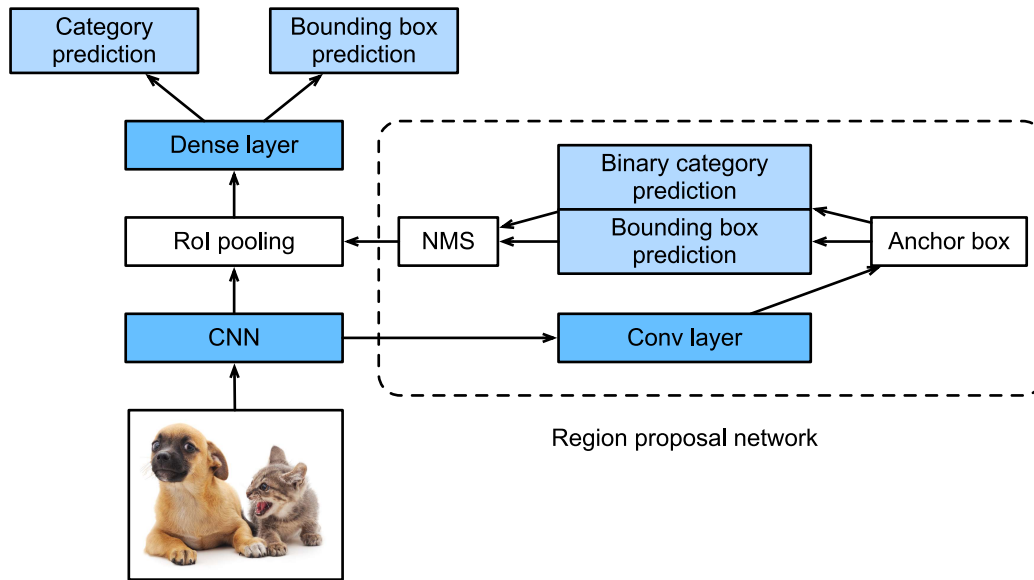 Category
prediction
Bounding box
prediction
Dense layer
Binary category
prediction
RoI pooling
NMS
Bounding box
prediction
Anchor box
CNN
Conv layer
Region proposal network